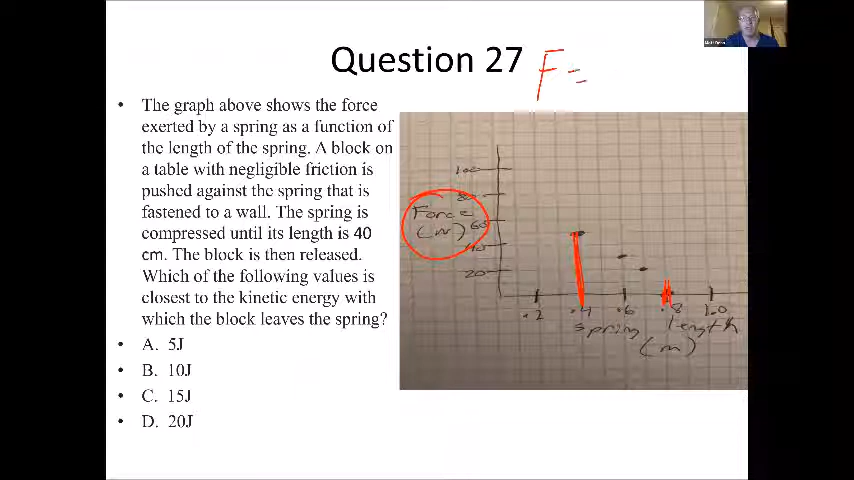 Question 27
F =
• The graph above shows the force
exerted by a spring as a function of
the length of the spring. A block on
a table with negligible friction is
pushed against the spring that is
fastened to a wall. The spring is
compressed until its length is 40
cm. The block is then released.
Which of the following values is
closest to the kinetic energy with
which the block leaves the spring?
• A. 5J
• B. 10J
• C. 15J
• D. 20J
100
80
Force
(N)
60
40
20
.2 .4 .6 .8 1.0
spring length
(m)